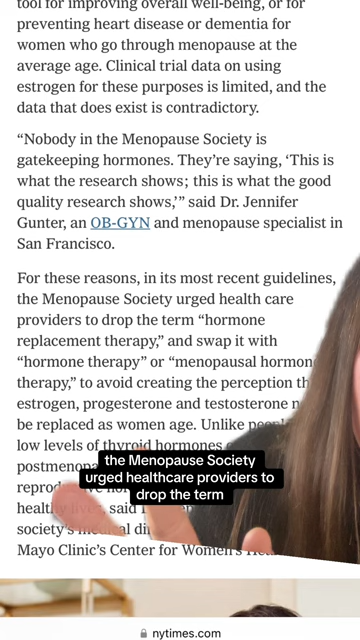 tool for improving overall well-being, or for
preventing heart disease or dementia for
women who go through menopause at the
average age. Clinical trial data on using
estrogen for these purposes is limited, and the
data that does exist is contradictory.
“Nobody in the Menopause Society is
gatekeeping hormones. They’re saying, ‘This is
what the research shows; this is what the good
quality research shows,’” said Dr. Jennifer
Gunter, an OB-GYN and menopause specialist in
San Francisco.
For these reasons, in its most recent guidelines,
the Menopause Society urged health care
providers to drop the term “hormone
replacement therapy,” and swap it with
“hormone therapy” or “menopausal hormon
therapy,” to avoid creating the perception th
estrogen, progesterone and testosterone n
be replaced as women age. Unlike peo
low levels of thyroid hormones
postmenopa
reprod
healthy lives, said
society’s medical di
Mayo Clinic’s Center for Women’s Hea
the Menopause Society
urged healthcare providers to
drop the term
nytimes.com